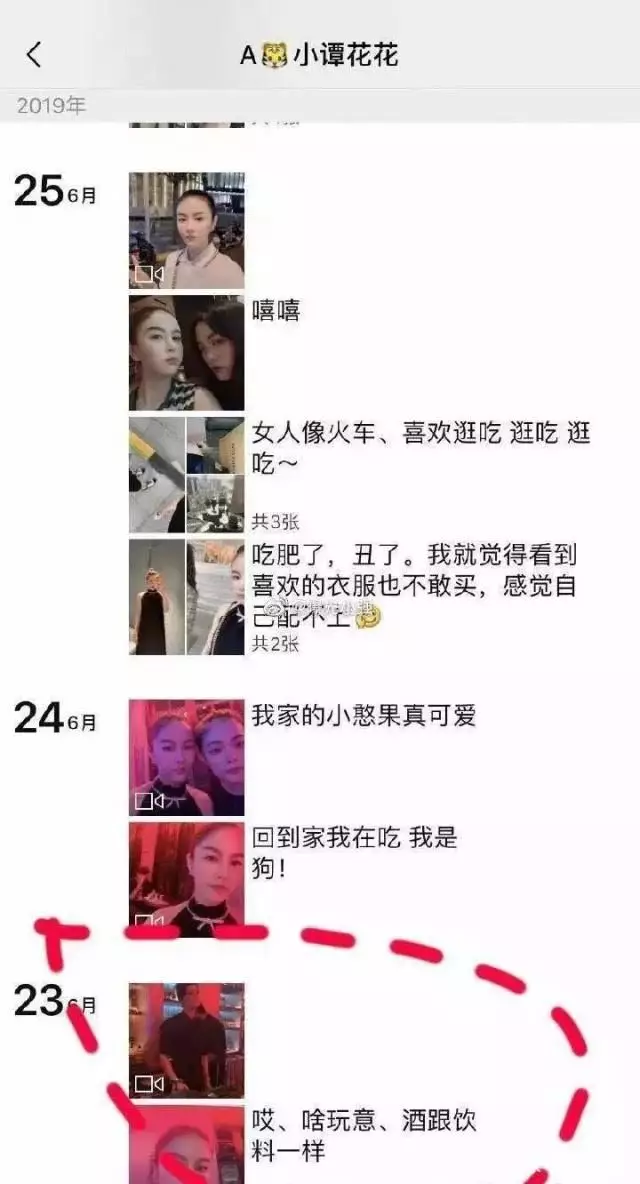 A🐯小谭花花
2019年
25 6月
嘻嘻
女人像火车、喜欢逛吃 逛吃 逛
吃～
共3张
吃肥了，丑了。我就觉得看到
喜欢的衣服也不敢买，感觉自
己配不上
共2张
24 6月
我家的小憨果真可爱
回到家我在吃 我是
狗！
23 6月
哎、啥玩意、酒跟饮
料一样